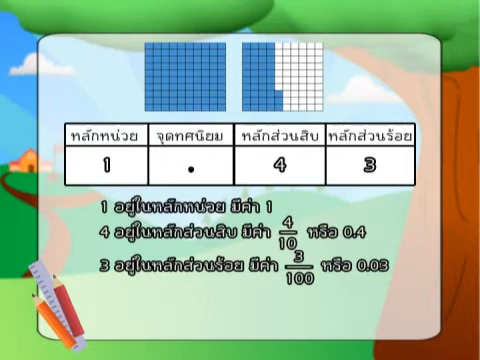 หลักหน่วย จุดทศนิยม หลักส่วนสิบ หลักส่วนร้อย
1 . 4 3
1 อยู่ในหลักหน่วย มีค่า 1
4 อยู่ในหลักส่วนสิบ มีค่า 4/10 หรือ 0.4
3 อยู่ในหลักส่วนร้อย มีค่า 3/100 หรือ 0.03